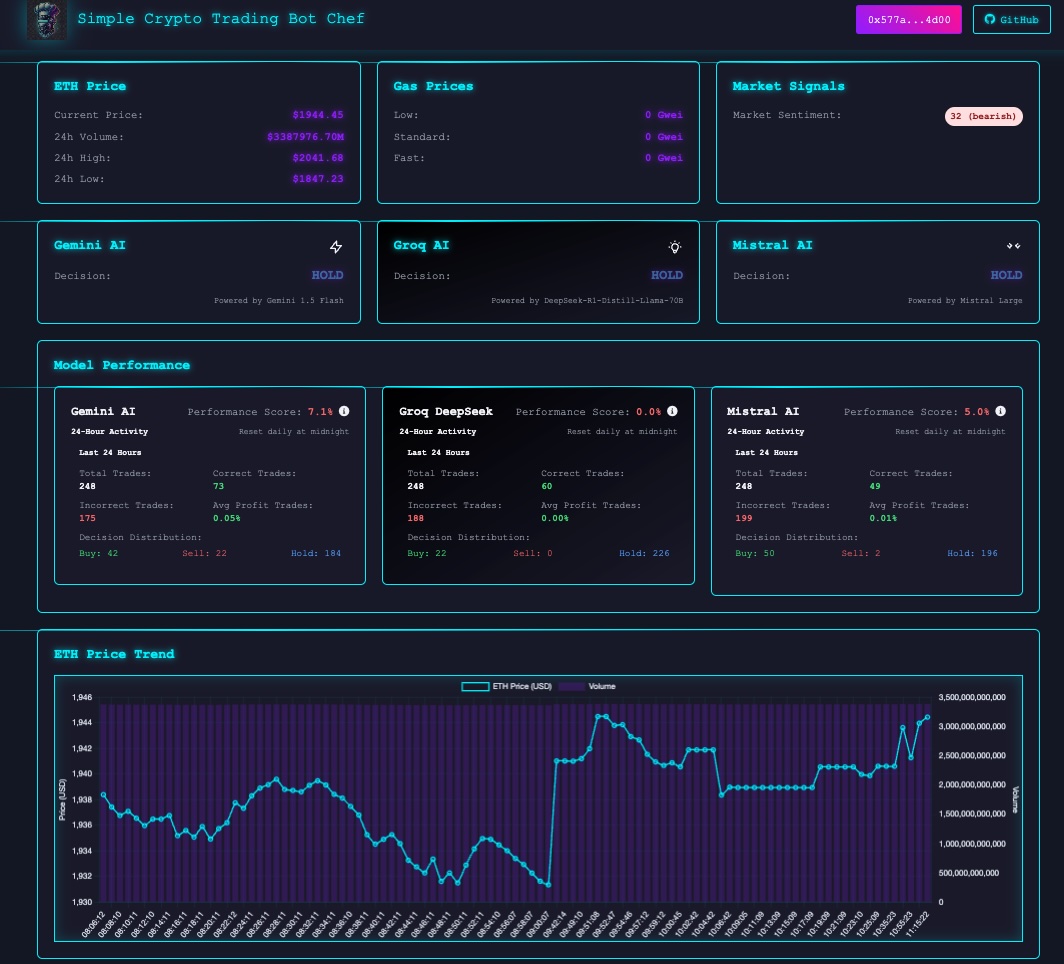 Simple Crypto Trading Bot Chef
0x577a...4d00
GitHub
ETH Price
Current Price: $1944.45
24h Volume: $3387976.70M
24h High: $2041.68
24h Low: $1847.23
Gas Prices
Low: 0 Gwei
Standard: 0 Gwei
Fast: 0 Gwei
Market Signals
Market Sentiment: 32 (bearish)
Gemini AI
Decision: HOLD
Powered by Gemini 1.5 Flash
Groq AI
Decision: HOLD
Powered by DeepSeek-R1-Distill-Llama-70B
Mistral AI
Decision: HOLD
Powered by Mistral Large
Model Performance
Gemini AI Performance Score: 7.1%
24-Hour Activity Reset daily at midnight
Last 24 Hours
Total Trades: Correct Trades:
248 73
Incorrect Trades: Avg Profit Trades:
175 0.05%
Decision Distribution:
Buy: 42 Sell: 22 Hold: 184
Groq DeepSeek Performance Score: 0.0%
24-Hour Activity Reset daily at midnight
Last 24 Hours
Total Trades: Correct Trades:
248 60
Incorrect Trades: Avg Profit Trades:
188 0.00%
Decision Distribution:
Buy: 22 Sell: 0 Hold: 226
Mistral AI Performance Score: 5.0%
24-Hour Activity Reset daily at midnight
Last 24 Hours
Total Trades: Correct Trades:
248 49
Incorrect Trades: Avg Profit Trades:
199 0.01%
Decision Distribution:
Buy: 50 Sell: 2 Hold: 196
ETH Price Trend
ETH Price (USD) Volume
Price (USD)
1,946
1,944
1,942
1,940
1,938
1,936
1,934
1,932
1,930
3,500,000,000,000
3,000,000,000,000
2,500,000,000,000
2,000,000,000,000
1,500,000,000,000
1,000,000,000,000
500,000,000,000
0
Volume
08:06:12
08:08:10
08:10:11
08:12:10
08:14:11
08:16:11
08:18:11
08:20:11
08:22:12
08:24:11
08:26:11
08:28:11
08:30:11
08:32:11
08:34:11
08:36:10
08:38:11
08:40:11
08:42:11
08:44:11
08:46:11
08:48:11
08:50:11
08:52:11
08:54:10
08:56:07
08:58:07
09:00:07
09:42:14
09:49:10
09:51:08
09:52:47
09:54:46
09:57:12
09:59:12
10:00:45
10:02:42
10:04:42
10:06:42
10:09:05
10:11:09
10:13:09
10:15:09
10:17:09
10:19:09
10:21:09
10:23:10
10:25:09
10:35:23
10:55:23
11:15:22